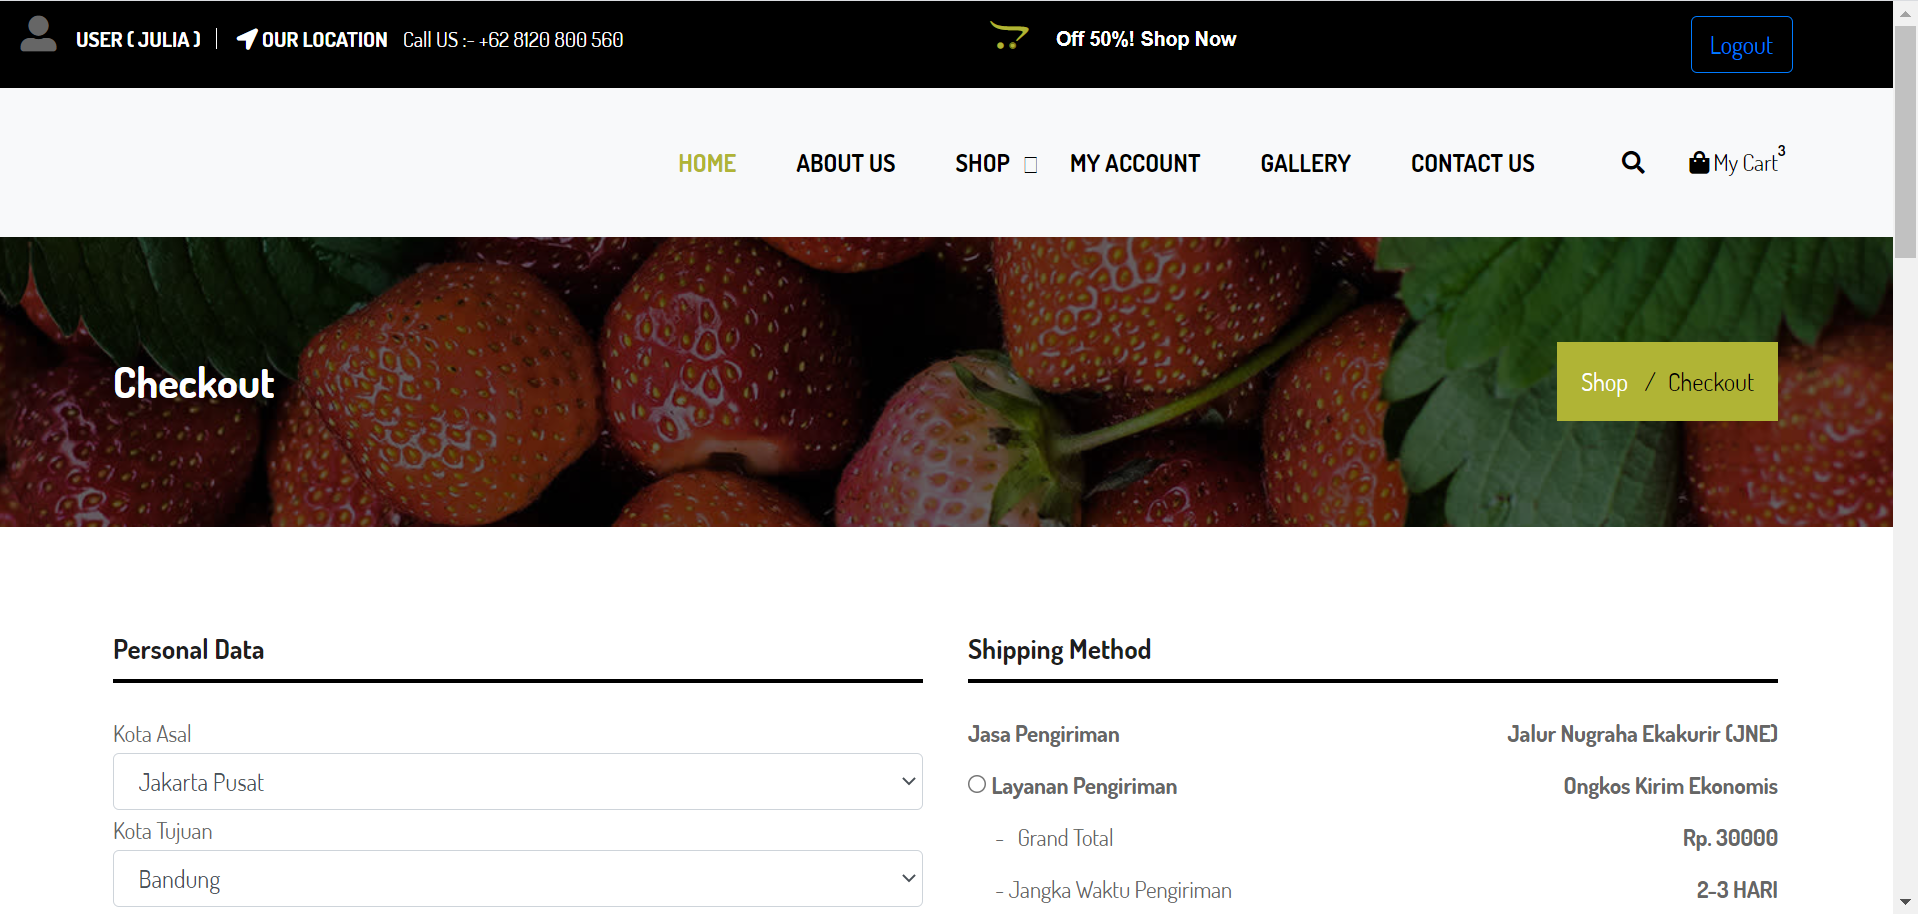 USER ( JULIA ) OUR LOCATION Call US :- +62 8120 800 560 Off 50%! Shop Now Logout
HOME ABOUT US SHOP MY ACCOUNT GALLERY CONTACT US My Cart 3
Checkout
Shop / Checkout
Personal Data
Kota Asal
Jakarta Pusat
Kota Tujuan
Bandung
Shipping Method
Jasa Pengiriman Jalur Nugraha Ekakurir (JNE)
Layanan Pengiriman Ongkos Kirim Ekonomis
- Grand Total Rp. 30000
- Jangka Waktu Pengiriman 2-3 HARI